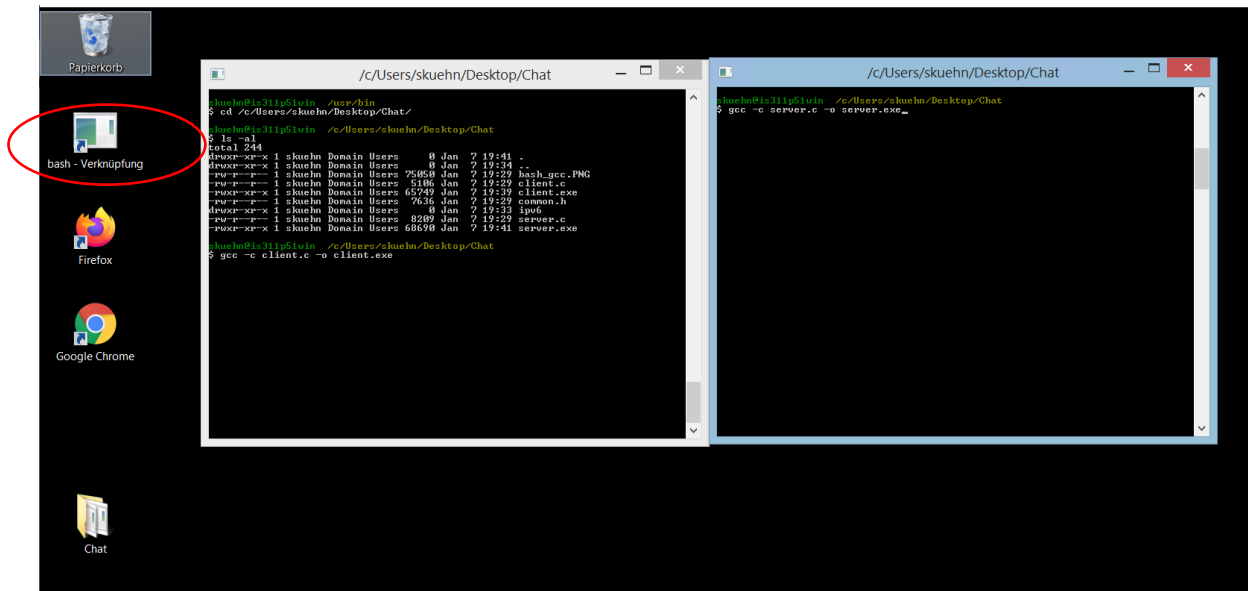 Papierkorb
bash - Verknüpfung
Firefox
Google Chrome
Chat
/c/Users/skuehn/Desktop/Chat
skuehn@is311p51win /usr/bin
$ cd /c/Users/skuehn/Desktop/Chat/
skuehn@is311p51win /c/Users/skuehn/Desktop/Chat
$ ls -al
total 244
drwxr-xr-x 1 skuehn Domain Users 0 Jan 7 19:41 .
drwxr-xr-x 1 skuehn Domain Users 0 Jan 7 19:34 ..
-rw-r--r-- 1 skuehn Domain Users 75050 Jan 7 19:29 bash_gcc.PNG
-rw-r--r-- 1 skuehn Domain Users 5106 Jan 7 19:29 client.c
-rwxr-xr-x 1 skuehn Domain Users 65749 Jan 7 19:39 client.exe
-rw-r--r-- 1 skuehn Domain Users 7636 Jan 7 19:29 common.h
drwxr-xr-x 1 skuehn Domain Users 0 Jan 7 19:33 ipv6
-rw-r--r-- 1 skuehn Domain Users 8209 Jan 7 19:29 server.c
-rwxr-xr-x 1 skuehn Domain Users 68690 Jan 7 19:41 server.exe
skuehn@is311p51win /c/Users/skuehn/Desktop/Chat
$ gcc -c client.c -o client.exe
/c/Users/skuehn/Desktop/Chat
skuehn@is311p51win /c/Users/skuehn/Desktop/Chat
$ gcc -c server.c -o server.exe_